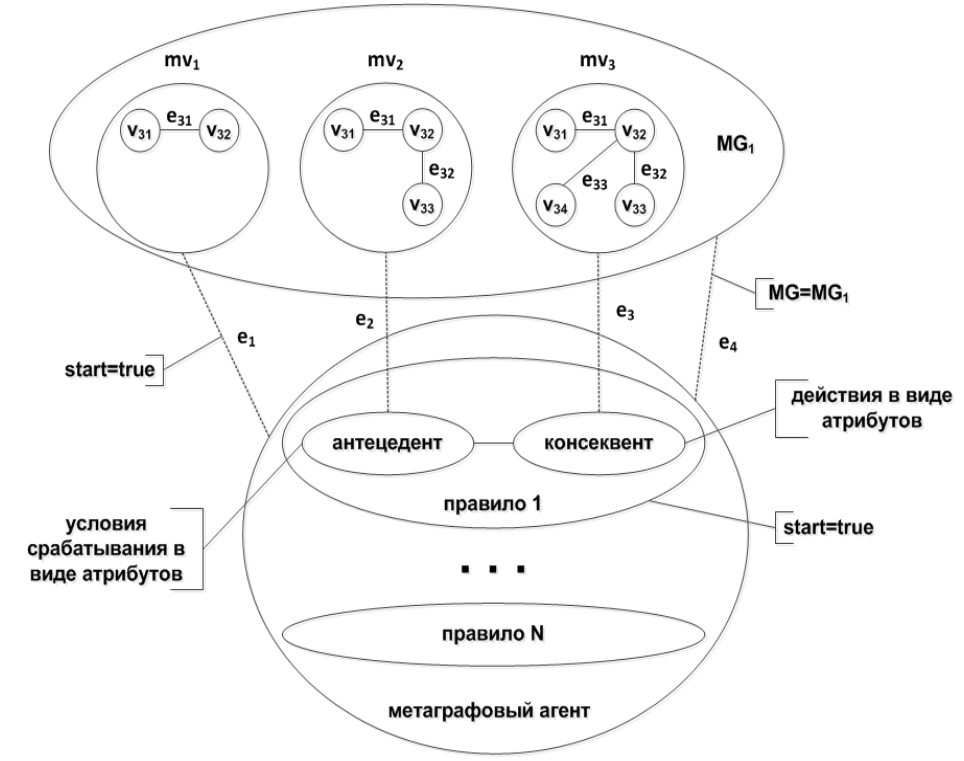 mv₁
mv₂
mv₃
v₃₁ e₃₁ v₃₂
v₃₁ e₃₁ v₃₂
e₃₂
v₃₃
v₃₁ e₃₁ v₃₂
e₃₃ e₃₂
v₃₄ v₃₃
MG₁
MG=MG₁
e₁
e₂
e₃
e₄
start=true
действия в виде
атрибутов
антецедент
консеквент
правило 1
start=true
условия
срабатывания в
виде атрибутов
. . .
правило N
метаграфовый агент